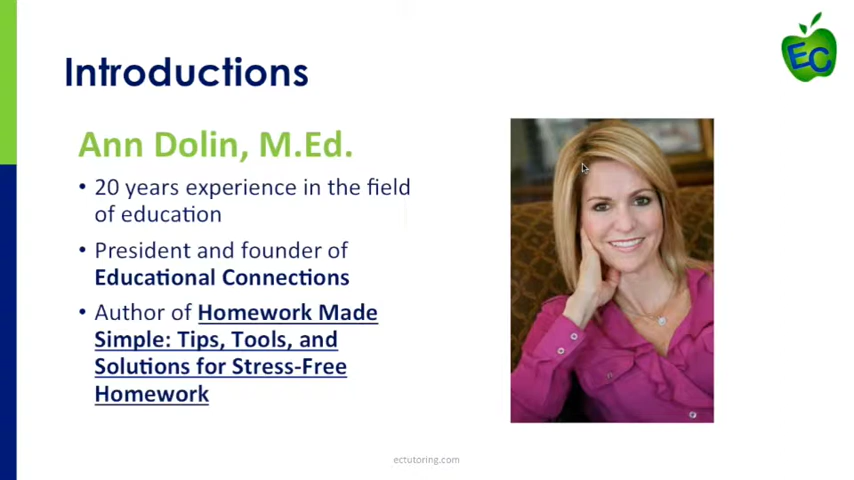 EC
Introductions
Ann Dolin, M.Ed.
• 20 years experience in the field
of education
• President and founder of
Educational Connections
• Author of Homework Made
Simple: Tips, Tools, and
Solutions for Stress-Free
Homework
ectutoring.com